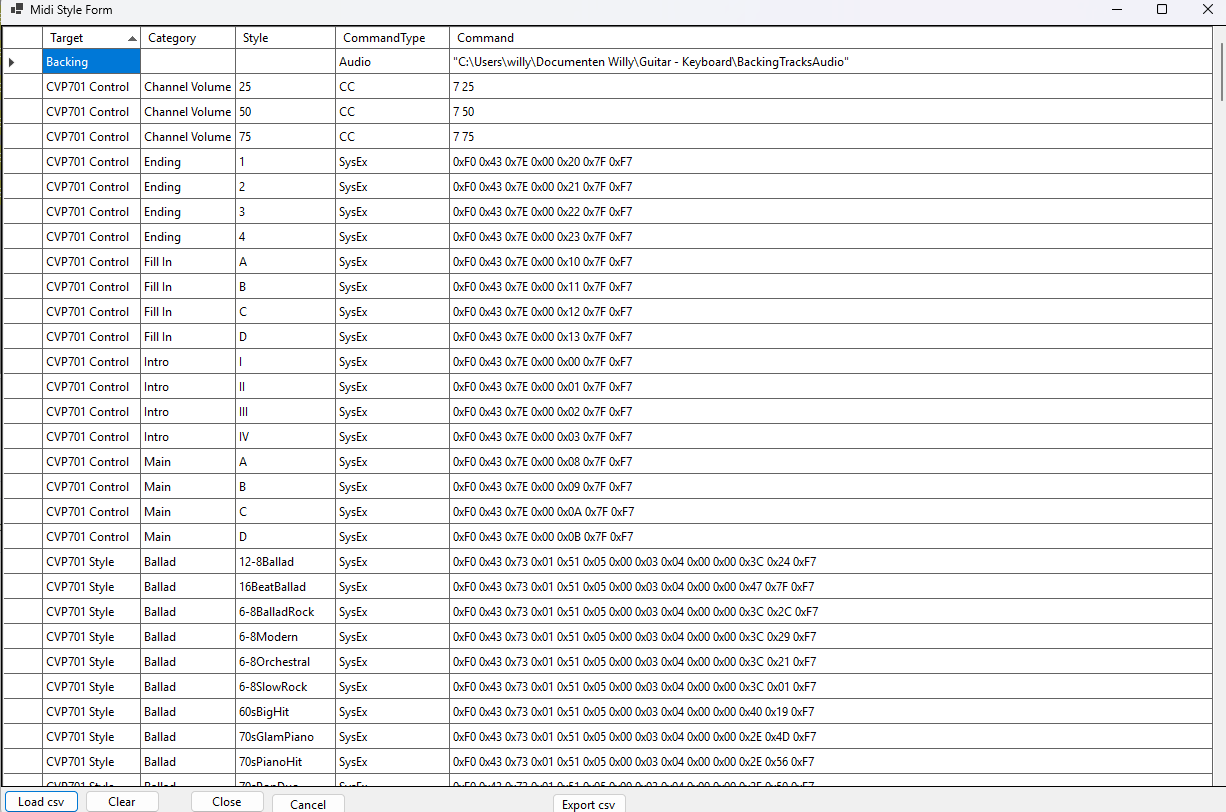 Midi Style Form
Target Category Style CommandType Command
Backing Audio "C:\Users\willy\Documenten Willy\Guitar - Keyboard\BackingTracksAudio"
CVP701 Control Channel Volume 25 CC 7 25
CVP701 Control Channel Volume 50 CC 7 50
CVP701 Control Channel Volume 75 CC 7 75
CVP701 Control Ending 1 SysEx 0xF0 0x43 0x7E 0x00 0x20 0x7F 0xF7
CVP701 Control Ending 2 SysEx 0xF0 0x43 0x7E 0x00 0x21 0x7F 0xF7
CVP701 Control Ending 3 SysEx 0xF0 0x43 0x7E 0x00 0x22 0x7F 0xF7
CVP701 Control Ending 4 SysEx 0xF0 0x43 0x7E 0x00 0x23 0x7F 0xF7
CVP701 Control Fill In A SysEx 0xF0 0x43 0x7E 0x00 0x10 0x7F 0xF7
CVP701 Control Fill In B SysEx 0xF0 0x43 0x7E 0x00 0x11 0x7F 0xF7
CVP701 Control Fill In C SysEx 0xF0 0x43 0x7E 0x00 0x12 0x7F 0xF7
CVP701 Control Fill In D SysEx 0xF0 0x43 0x7E 0x00 0x13 0x7F 0xF7
CVP701 Control Intro I SysEx 0xF0 0x43 0x7E 0x00 0x00 0x7F 0xF7
CVP701 Control Intro II SysEx 0xF0 0x43 0x7E 0x00 0x01 0x7F 0xF7
CVP701 Control Intro III SysEx 0xF0 0x43 0x7E 0x00 0x02 0x7F 0xF7
CVP701 Control Intro IV SysEx 0xF0 0x43 0x7E 0x00 0x03 0x7F 0xF7
CVP701 Control Main A SysEx 0xF0 0x43 0x7E 0x00 0x08 0x7F 0xF7
CVP701 Control Main B SysEx 0xF0 0x43 0x7E 0x00 0x09 0x7F 0xF7
CVP701 Control Main C SysEx 0xF0 0x43 0x7E 0x00 0x0A 0x7F 0xF7
CVP701 Control Main D SysEx 0xF0 0x43 0x7E 0x00 0x0B 0x7F 0xF7
CVP701 Style Ballad 12-8Ballad SysEx 0xF0 0x43 0x73 0x01 0x51 0x05 0x00 0x03 0x04 0x00 0x00 0x3C 0x24 0xF7
CVP701 Style Ballad 16BeatBallad SysEx 0xF0 0x43 0x73 0x01 0x51 0x05 0x00 0x03 0x04 0x00 0x00 0x47 0x7F 0xF7
CVP701 Style Ballad 6-8BalladRock SysEx 0xF0 0x43 0x73 0x01 0x51 0x05 0x00 0x03 0x04 0x00 0x00 0x3C 0x2C 0xF7
CVP701 Style Ballad 6-8Modern SysEx 0xF0 0x43 0x73 0x01 0x51 0x05 0x00 0x03 0x04 0x00 0x00 0x3C 0x29 0xF7
CVP701 Style Ballad 6-8Orchestral SysEx 0xF0 0x43 0x73 0x01 0x51 0x05 0x00 0x03 0x04 0x00 0x00 0x3C 0x21 0xF7
CVP701 Style Ballad 6-8SlowRock SysEx 0xF0 0x43 0x73 0x01 0x51 0x05 0x00 0x03 0x04 0x00 0x00 0x3C 0x01 0xF7
CVP701 Style Ballad 60sBigHit SysEx 0xF0 0x43 0x73 0x01 0x51 0x05 0x00 0x03 0x04 0x00 0x00 0x40 0x19 0xF7
CVP701 Style Ballad 70sGlamPiano SysEx 0xF0 0x43 0x73 0x01 0x51 0x05 0x00 0x03 0x04 0x00 0x00 0x2E 0x4D 0xF7
CVP701 Style Ballad 70sPianoHit SysEx 0xF0 0x43 0x73 0x01 0x51 0x05 0x00 0x03 0x04 0x00 0x00 0x2E 0x56 0xF7
Load csv Clear Close Cancel Export csv